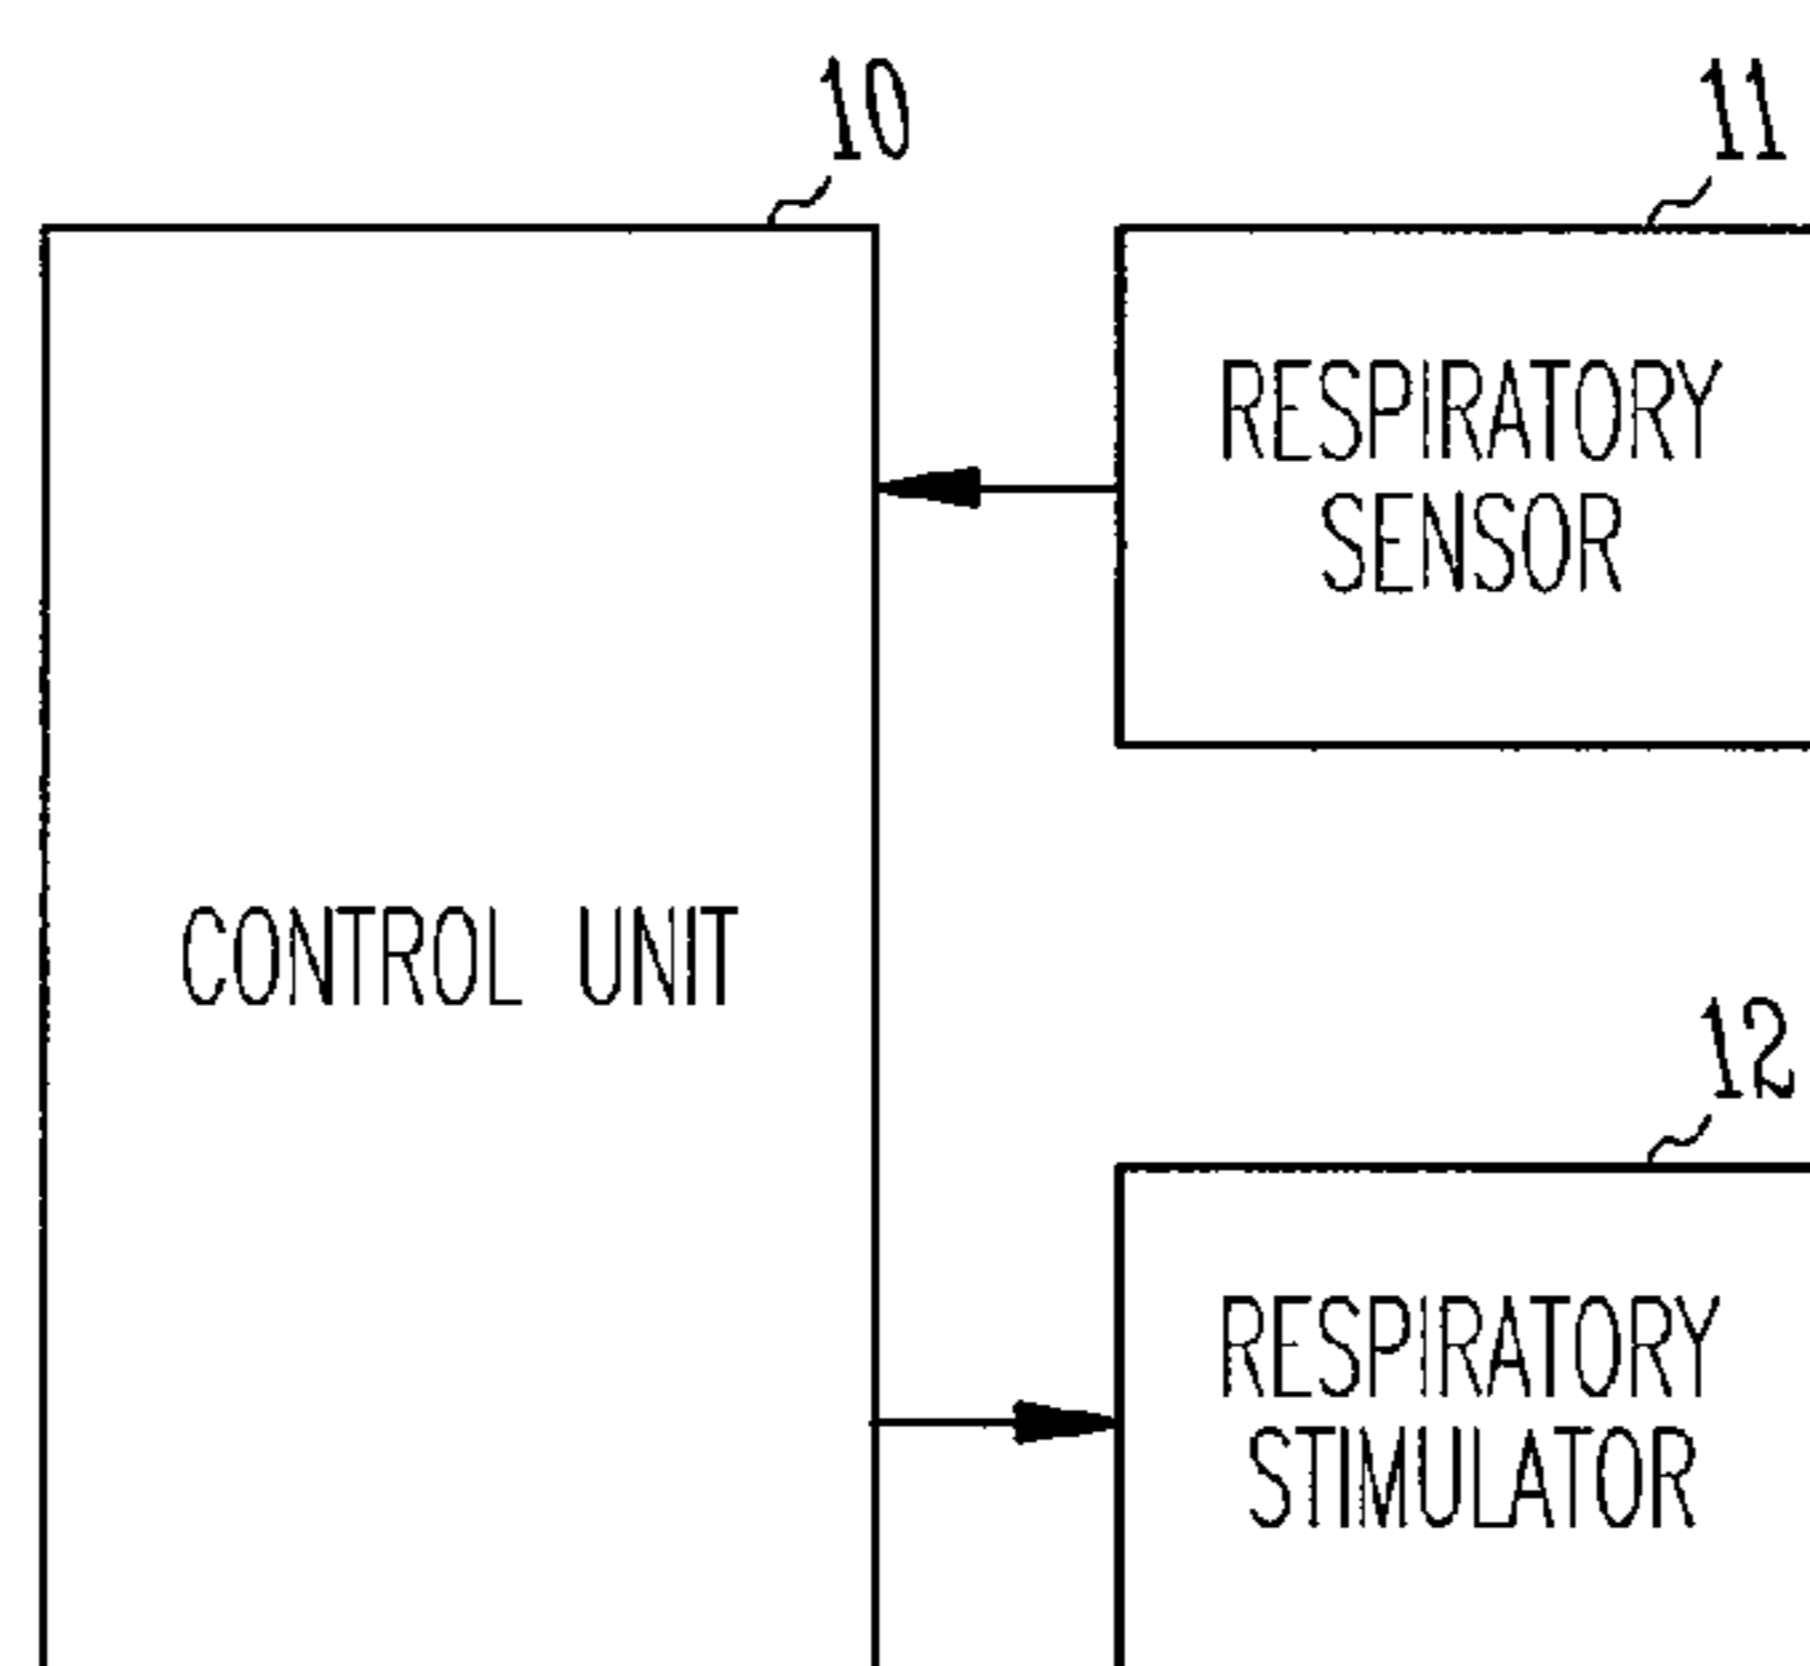 10
11
RESPIRATORY
SENSOR
CONTROL UNIT
12
RESPIRATORY
STIMULATOR